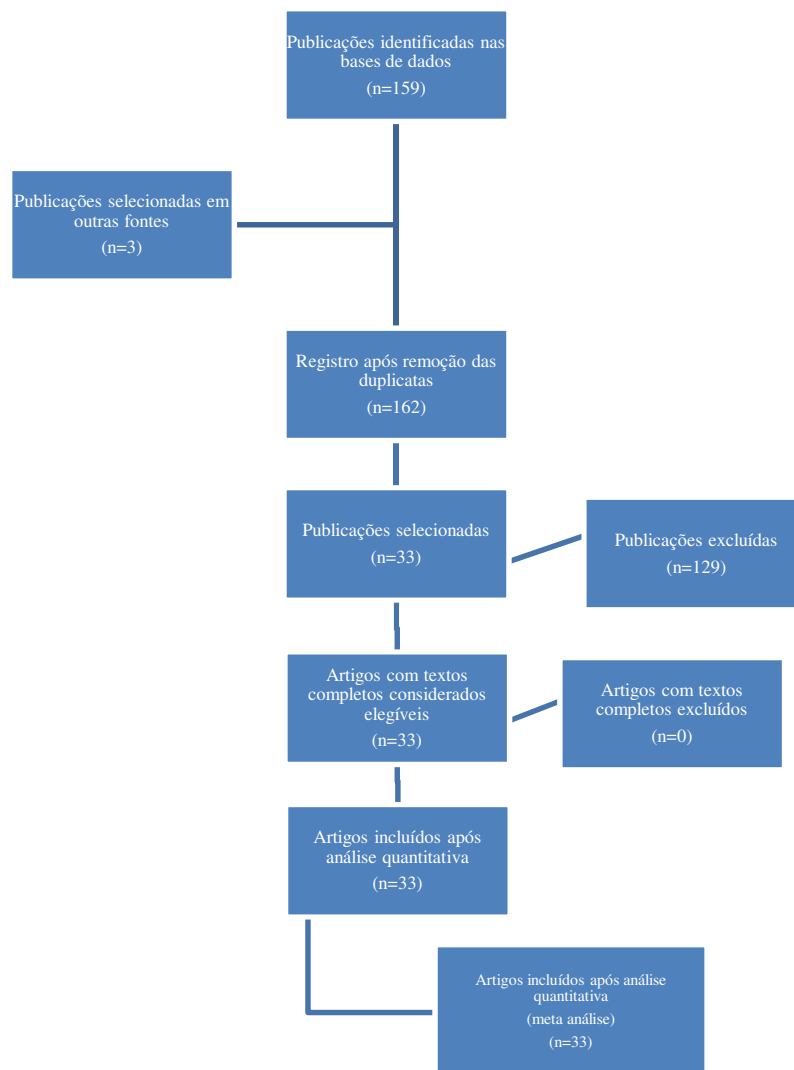 Publicações identificadas nas
bases de dados
(n=159)
Publicações selecionadas em
outras fontes
(n=3)
Registro após remoção das
duplicatas
(n=162)
Publicações selecionadas
(n=33)
Publicações excluídas
(n=129)
Artigos com textos
completos considerados
elegíveis
(n=33)
Artigos com textos
completos excluídos
(n=0)
Artigos incluídos após
análise quantitativa
(n=33)
Artigos incluídos após análise
quantitativa
(meta análise)
(n=33)